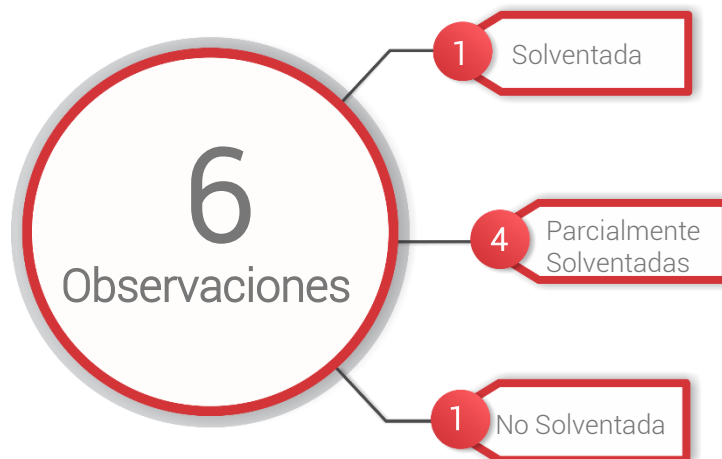 6
Observaciones
1
Solventada
4
Parcialmente
Solventadas
1
No Solventada